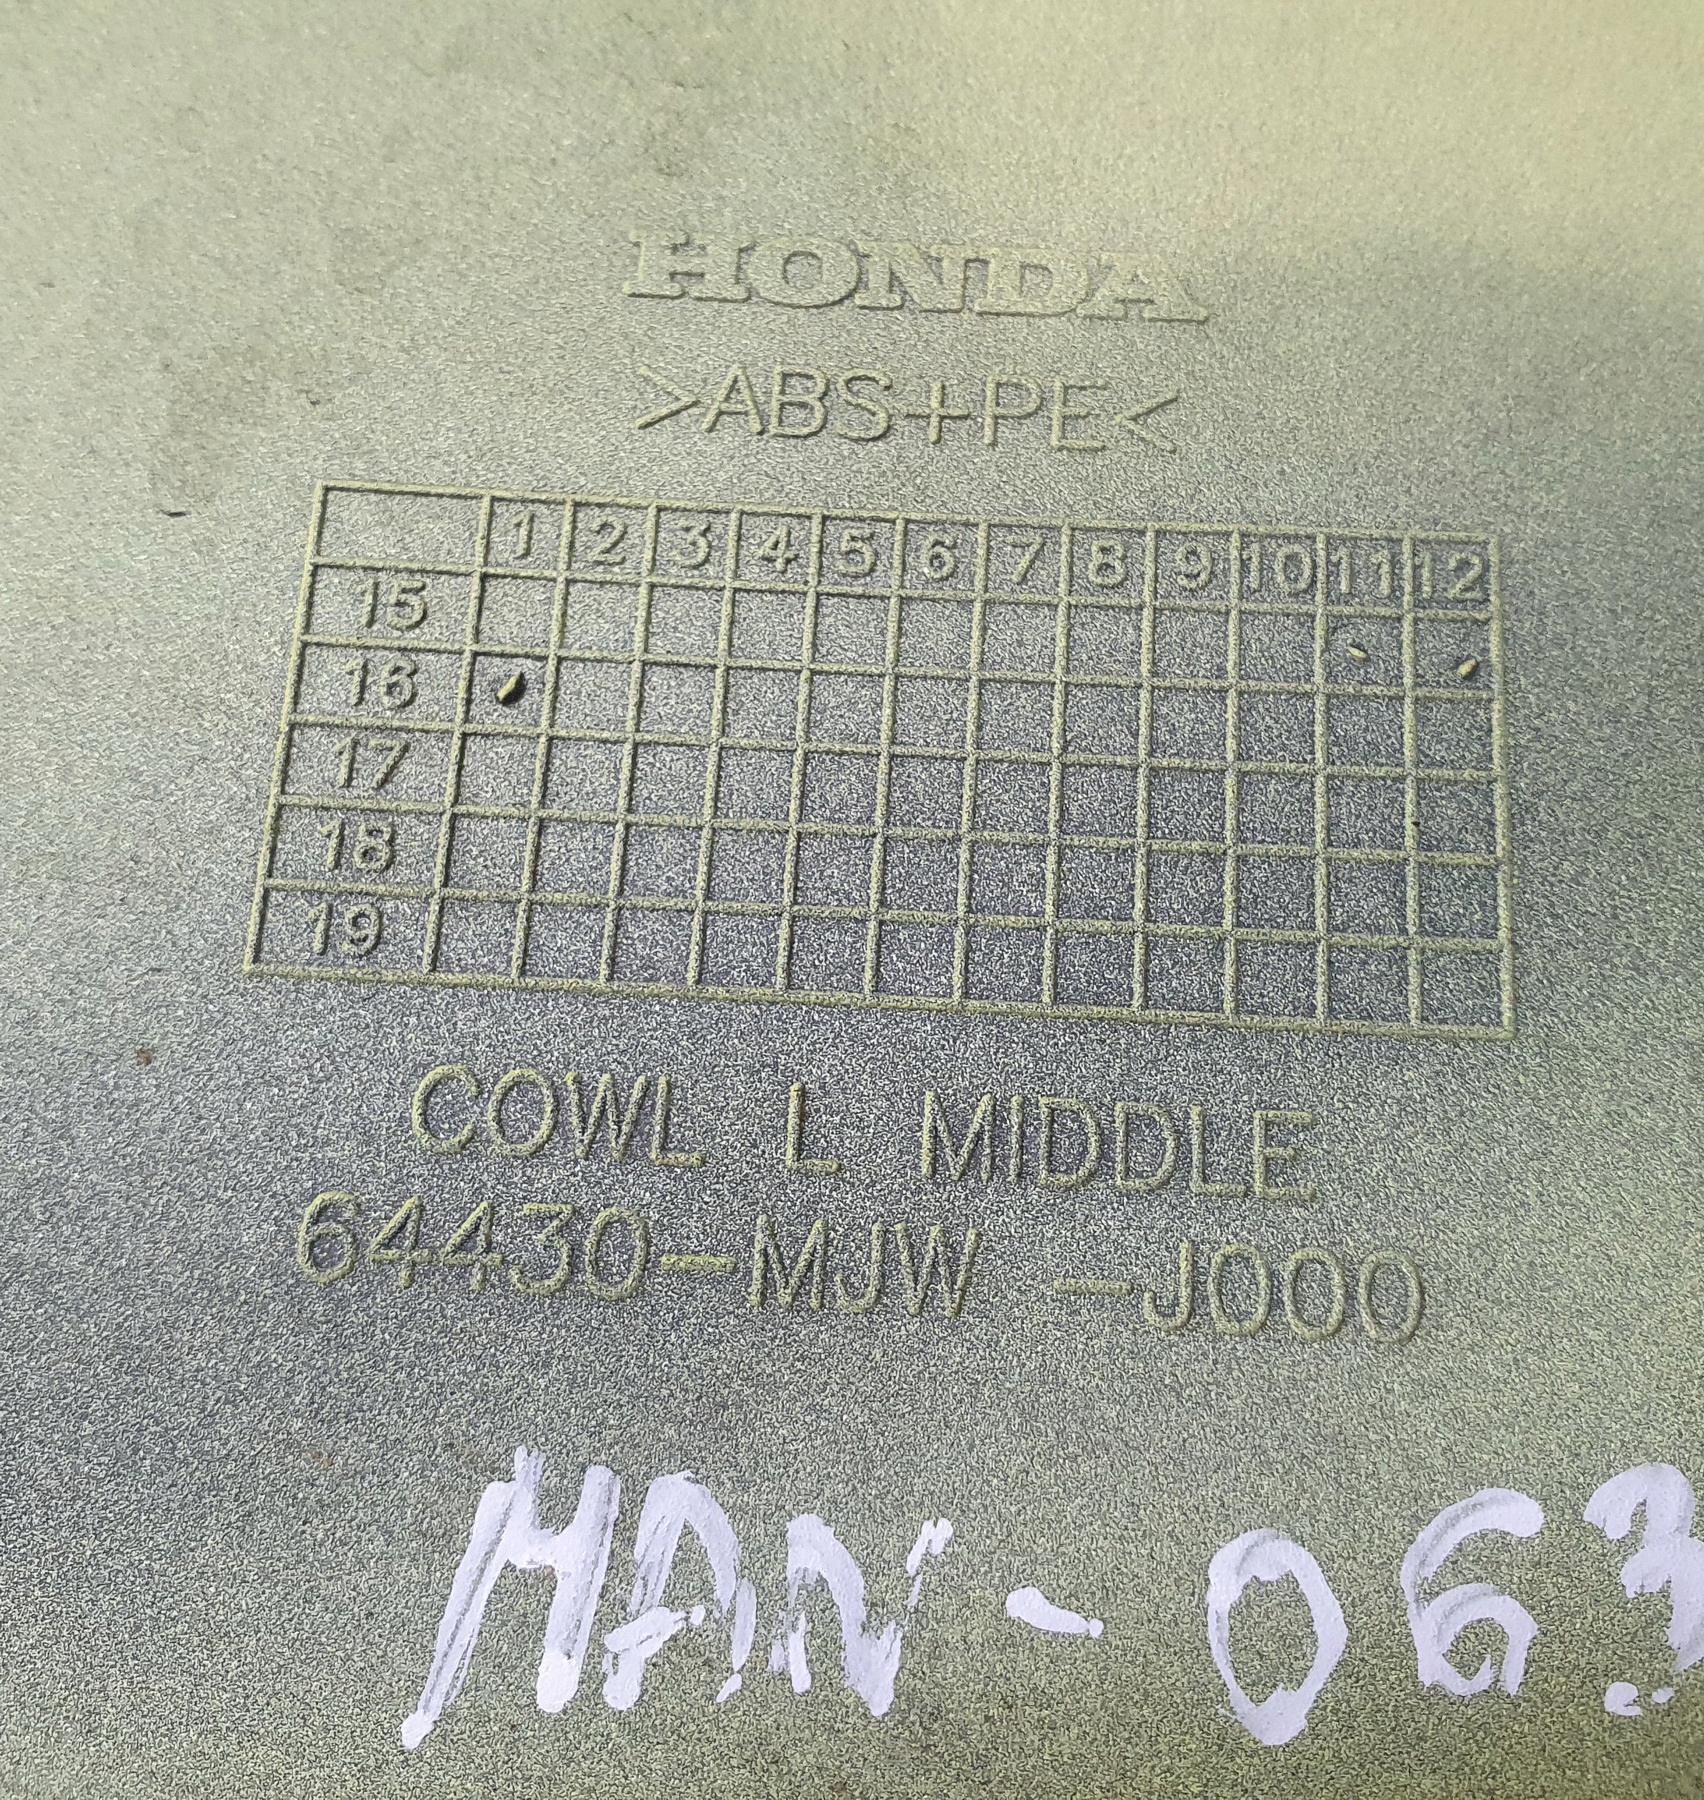 HONDA
>ABS+PE<
1 2 3 4 5 6 7 8 9 10 11 12
15
16
17
18
19
COWL L MIDDLE
64430-MJW -J000
MAN-063